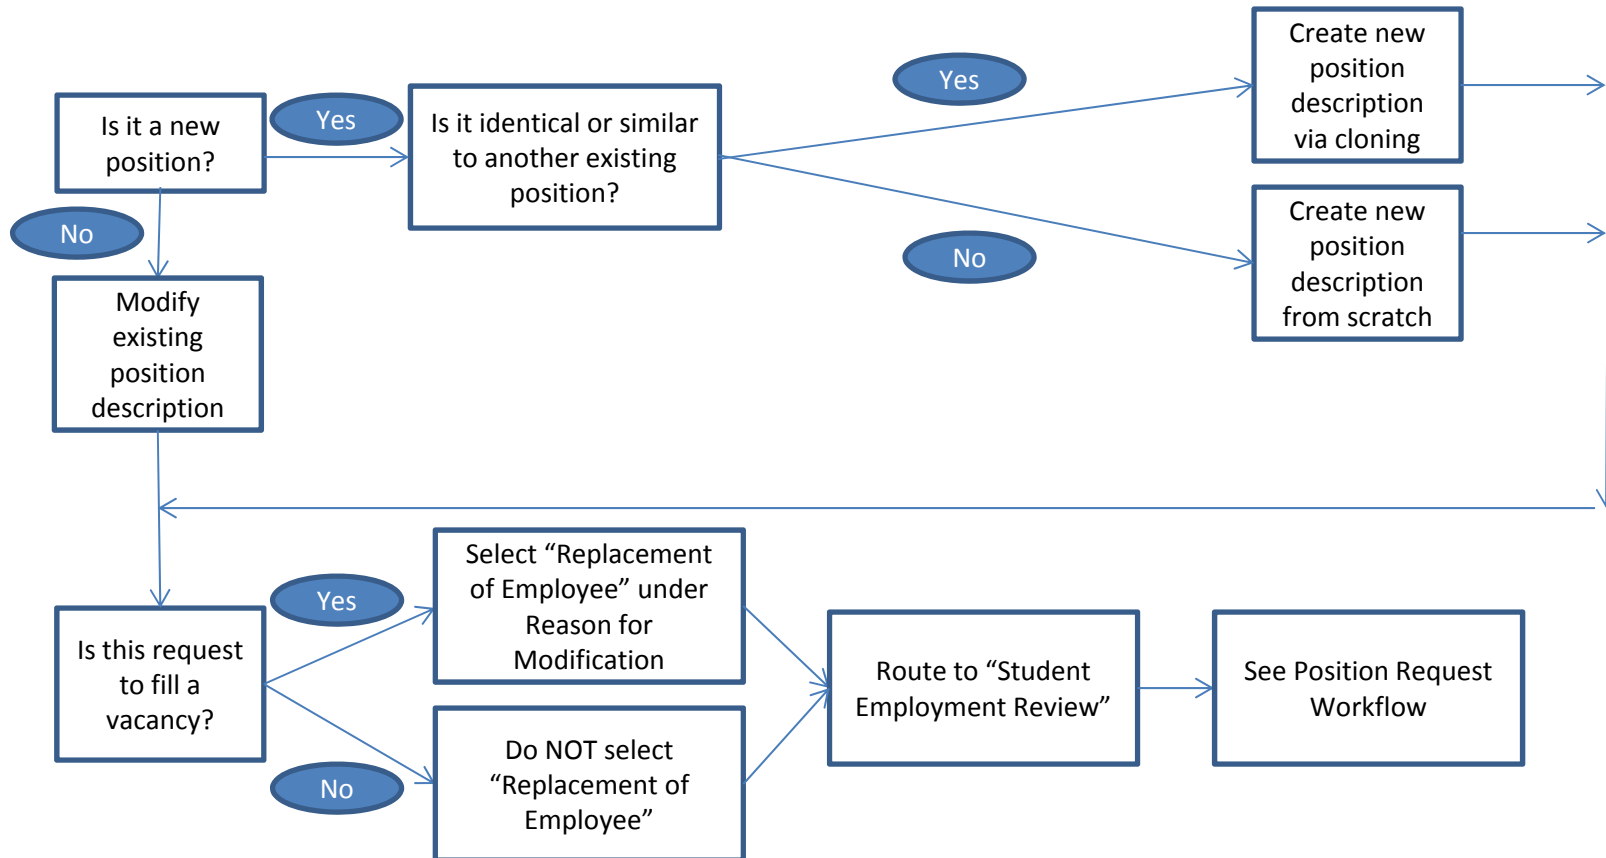 Is it a new
position?
Yes
Is it identical or similar
to another existing
position?
Yes
Create new
position
description
via cloning
No
Create new
position
description
from scratch
No
Modify
existing
position
description
Is this request
to fill a
vacancy?
Yes
Select “Replacement
of Employee” under
Reason for
Modification
No
Do NOT select
“Replacement of
Employee”
Route to “Student
Employment Review”
See Position Request
Workflow